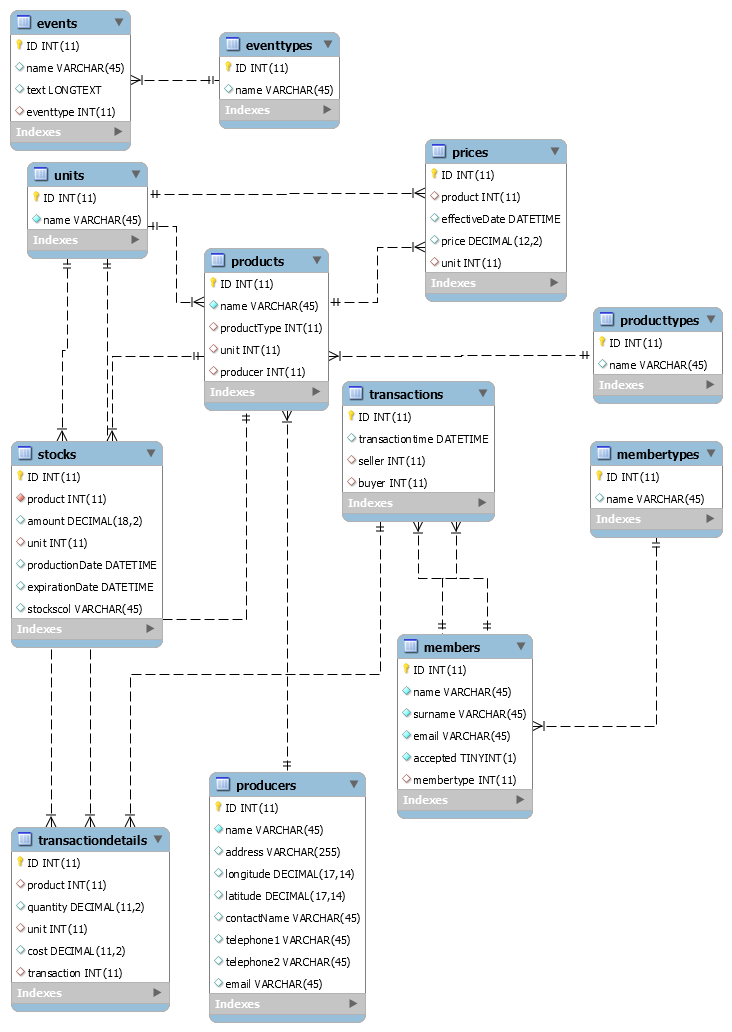 events
ID INT(11)
name VARCHAR(45)
text LONGTEXT
eventtype INT(11)
Indexes
eventtypes
ID INT(11)
name VARCHAR(45)
Indexes
units
ID INT(11)
name VARCHAR(45)
Indexes
prices
ID INT(11)
product INT(11)
effectiveDate DATETIME
price DECIMAL(12,2)
unit INT(11)
Indexes
products
ID INT(11)
name VARCHAR(45)
productType INT(11)
unit INT(11)
producer INT(11)
Indexes
producttypes
ID INT(11)
name VARCHAR(45)
Indexes
transactions
ID INT(11)
transactiontime DATETIME
seller INT(11)
buyer INT(11)
Indexes
stocks
ID INT(11)
product INT(11)
amount DECIMAL(18,2)
unit INT(11)
productionDate DATETIME
expirationDate DATETIME
stockscol VARCHAR(45)
Indexes
membertypes
ID INT(11)
name VARCHAR(45)
Indexes
members
ID INT(11)
name VARCHAR(45)
surname VARCHAR(45)
email VARCHAR(45)
accepted TINYINT(1)
membertype INT(11)
Indexes
producers
ID INT(11)
name VARCHAR(45)
address VARCHAR(255)
longitude DECIMAL(17,14)
latitude DECIMAL(17,14)
contactName VARCHAR(45)
telephone1 VARCHAR(45)
telephone2 VARCHAR(45)
email VARCHAR(45)
Indexes
transactiondetails
ID INT(11)
product INT(11)
quantity DECIMAL(11,2)
unit INT(11)
cost DECIMAL(11,2)
transaction INT(11)
Indexes